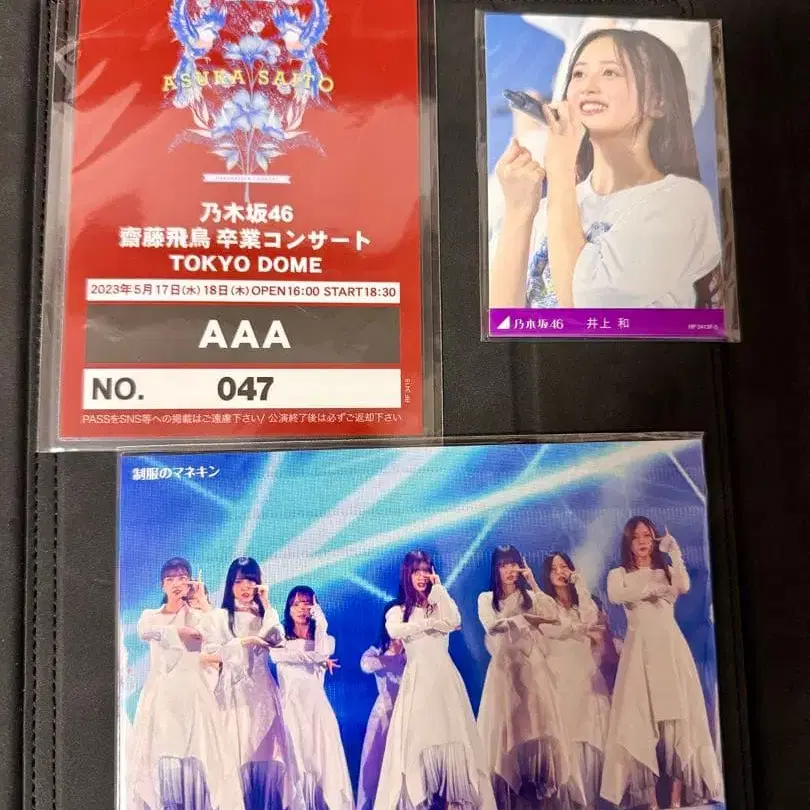 ASUKA SAITO
乃木坂46
齋藤飛鳥 卒業コンサート
TOKYO DOME
2023年5月17日(水) 18日(木) OPEN16:00 START18:30
AAA
NO. 047
PASSをSNS等への掲載はご遠慮下さい/ 公演終了後は必ずご返却下さい
乃木坂46 井上 和
制服のマネキン